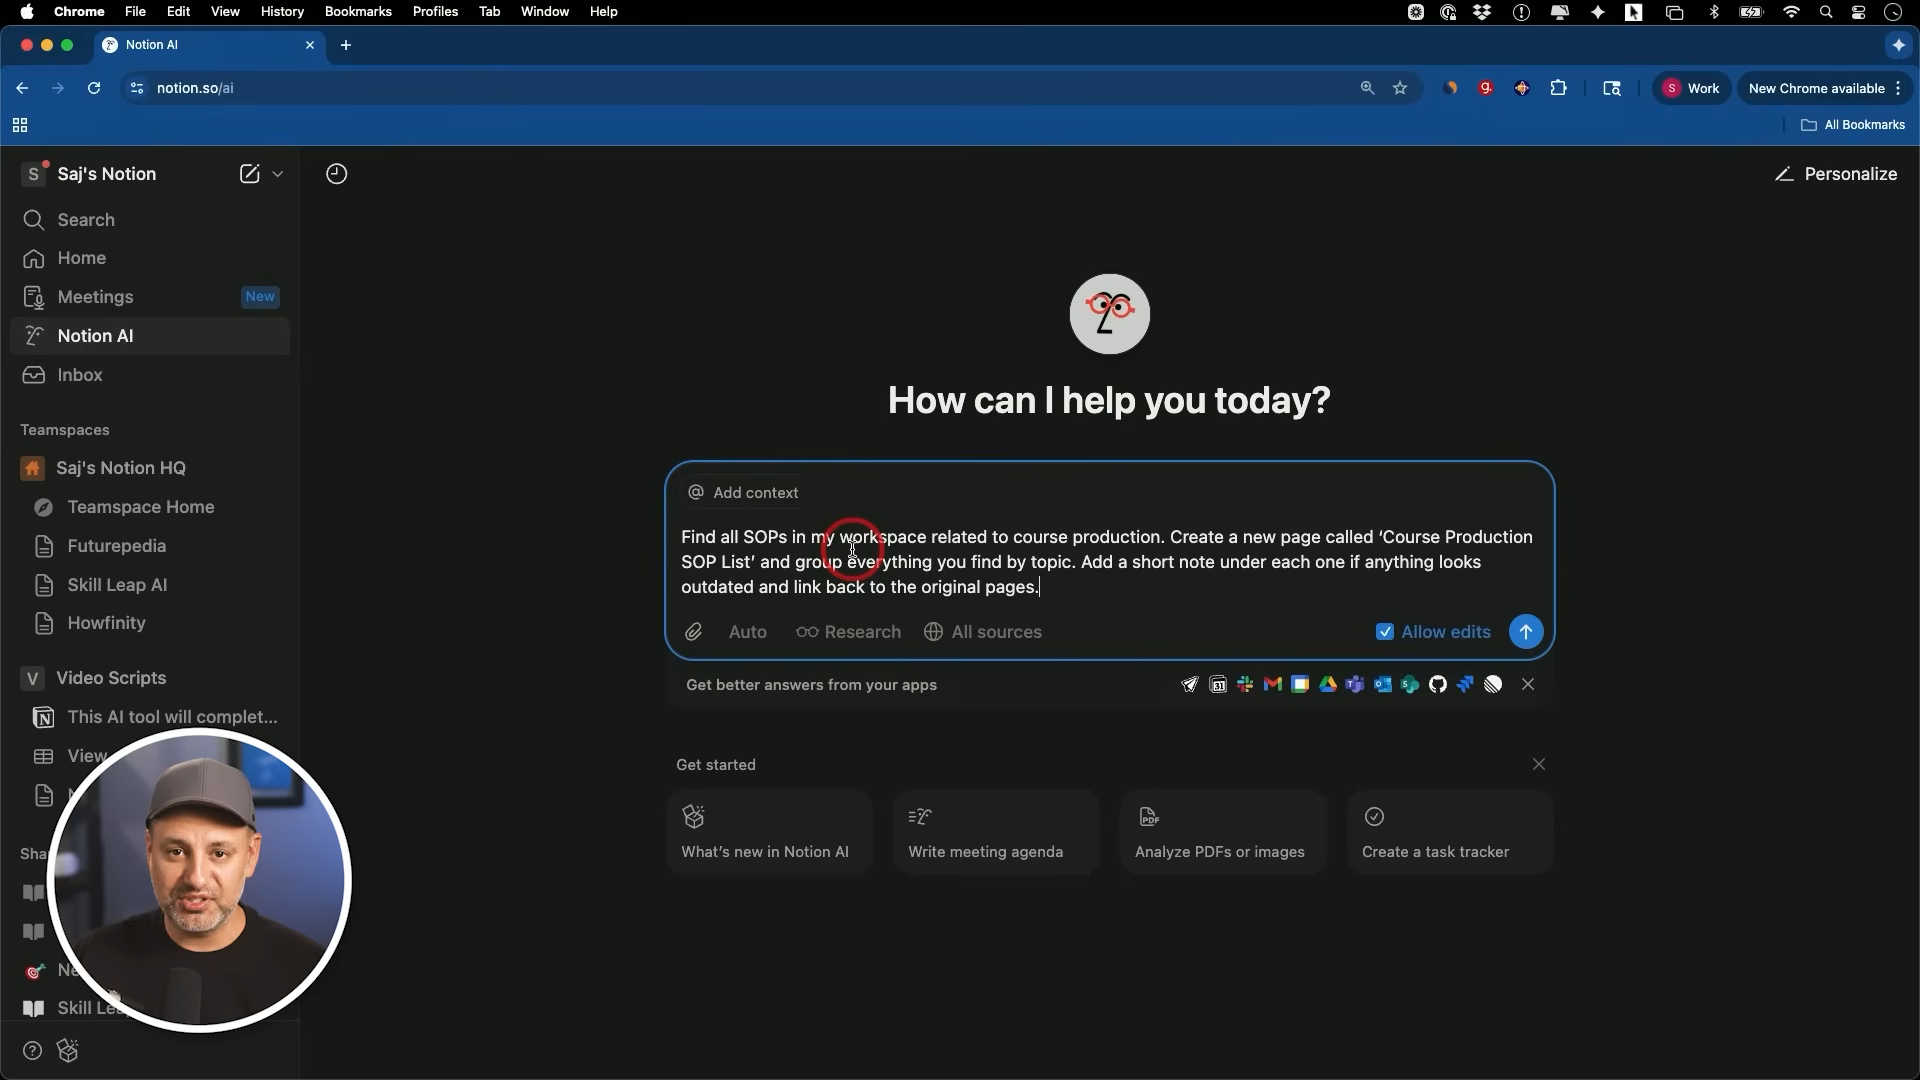 Chrome File Edit View History Bookmarks Profiles Tab Window Help
Notion AI
notion.so/ai
S Work
New Chrome available
All Bookmarks
S Saj's Notion
Personalize
Search
Home
Meetings New
Notion AI
Inbox
Teamspaces
Saj's Notion HQ
Teamspace Home
Futurepedia
Skill Leap AI
Howfinity
V Video Scripts
This AI tool will complet...
View
Sha
Ne
Skill Lea
How can I help you today?
@ Add context
Find all SOPs in my workspace related to course production. Create a new page called ‘Course Production
SOP List’ and group everything you find by topic. Add a short note under each one if anything looks
outdated and link back to the original pages.
Auto Research All sources Allow edits
Get better answers from your apps
Get started
What's new in Notion AI
Write meeting agenda
PDF
Analyze PDFs or images
Create a task tracker